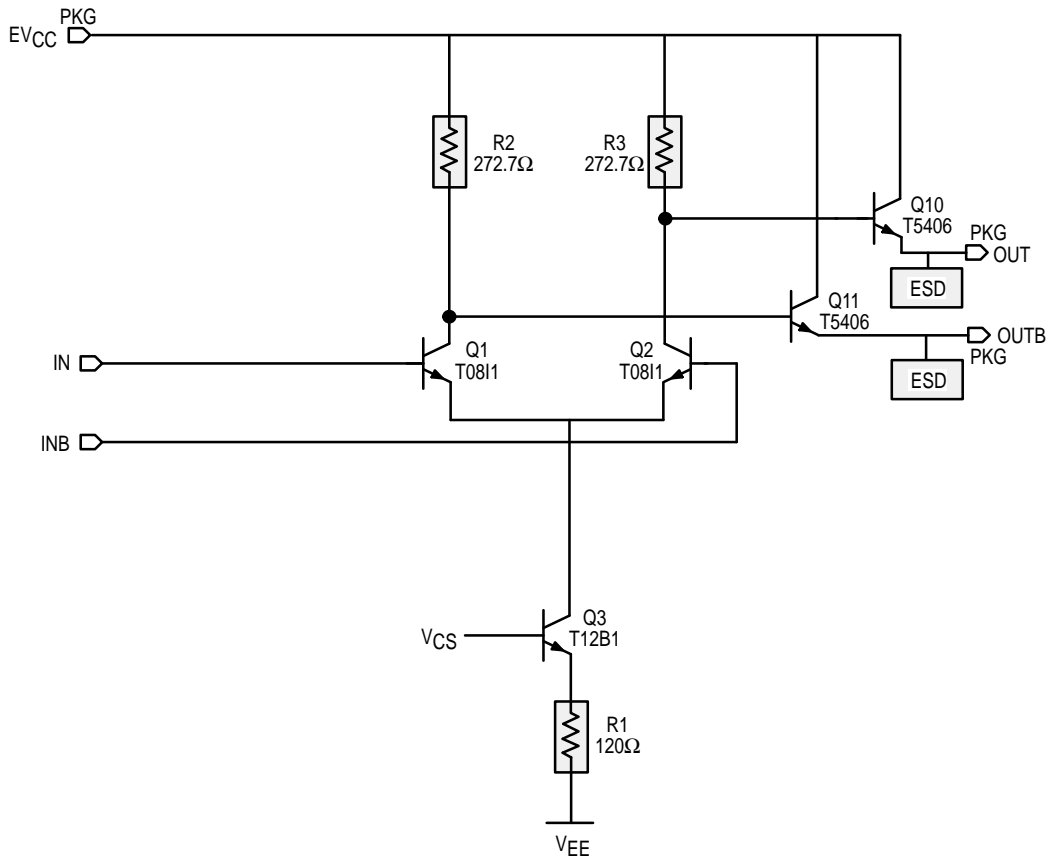 PKG
EVCC
R2
272.7Ω
R3
272.7Ω
Q10
T5406
PKG
OUT
ESD
Q11
T5406
OUTB
PKG
ESD
IN
Q1
T08I1
Q2
T08I1
INB
Q3
T12B1
VCS
R1
120Ω
VEE